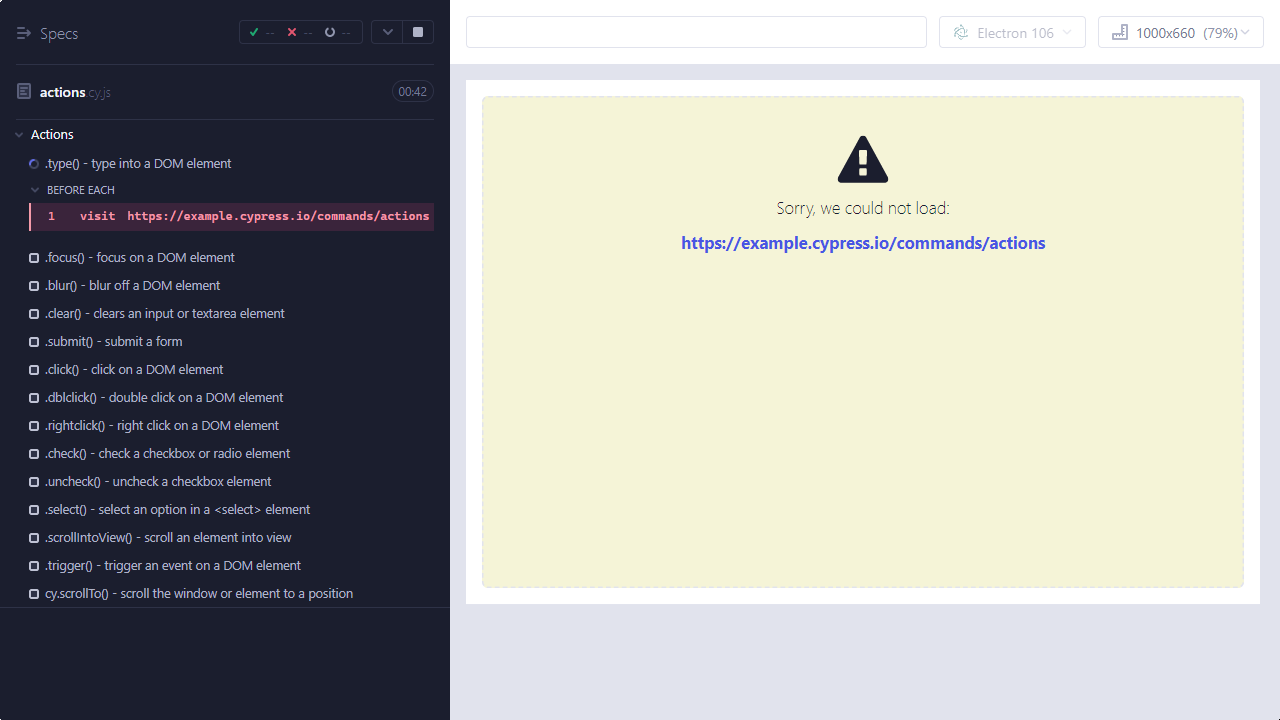 Specs
--
--
--
actions cy.js
00:42
Actions
.type() - type into a DOM element
BEFORE EACH
1 visit https://example.cypress.io/commands/actions
.focus() - focus on a DOM element
.blur() - blur off a DOM element
.clear() - clears an input or textarea element
.submit() - submit a form
.click() - click on a DOM element
.dblclick() - double click on a DOM element
.rightclick() - right click on a DOM element
.check() - check a checkbox or radio element
.uncheck() - uncheck a checkbox element
.select() - select an option in a <select> element
.scrollIntoView() - scroll an element into view
.trigger() - trigger an event on a DOM element
cy.scrollTo() - scroll the window or element to a position
Electron 106
1000x660 (79%)
Sorry, we could not load:
https://example.cypress.io/commands/actions